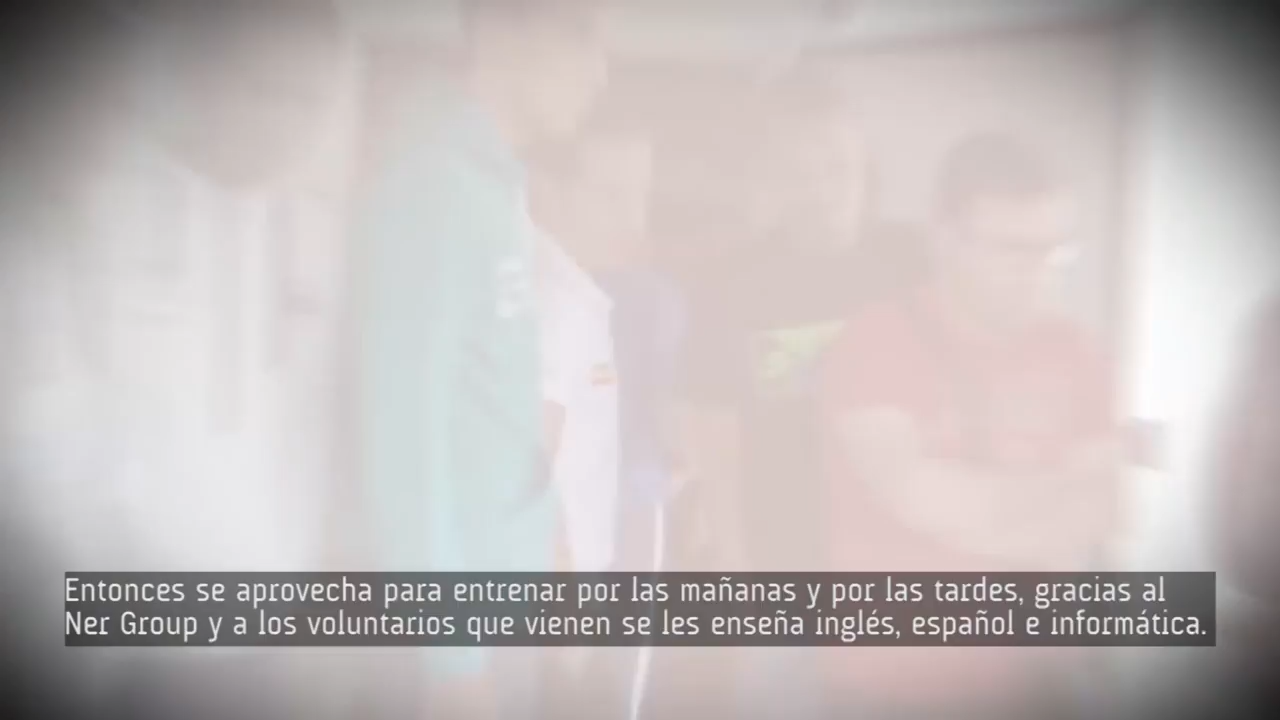 Entonces se aprovecha para entrenar por las mañanas y por las tardes, gracias al
Ner Group y a los voluntarios que vienen se les enseña inglés, español e informática.